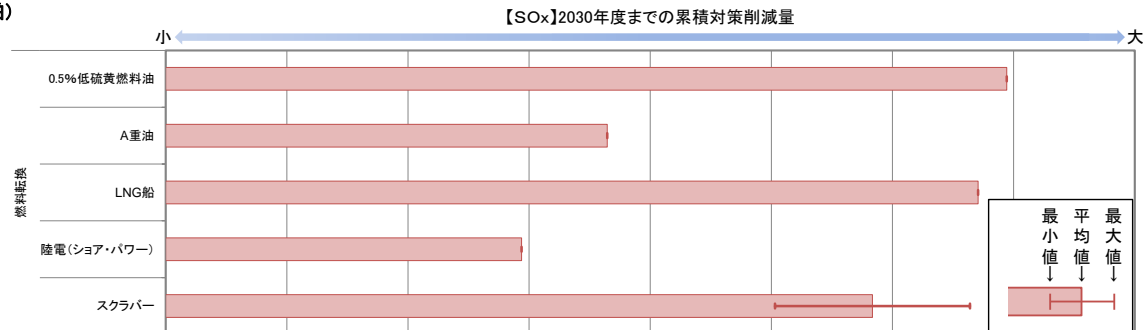 【SOx】2030年度までの累積対策削減量
小
大
0.5%低硫黄燃料油
A重油
LNG船
陸電(ショア・パワー)
スクラバー
燃料転換
最小値→
平均値→
最大値→